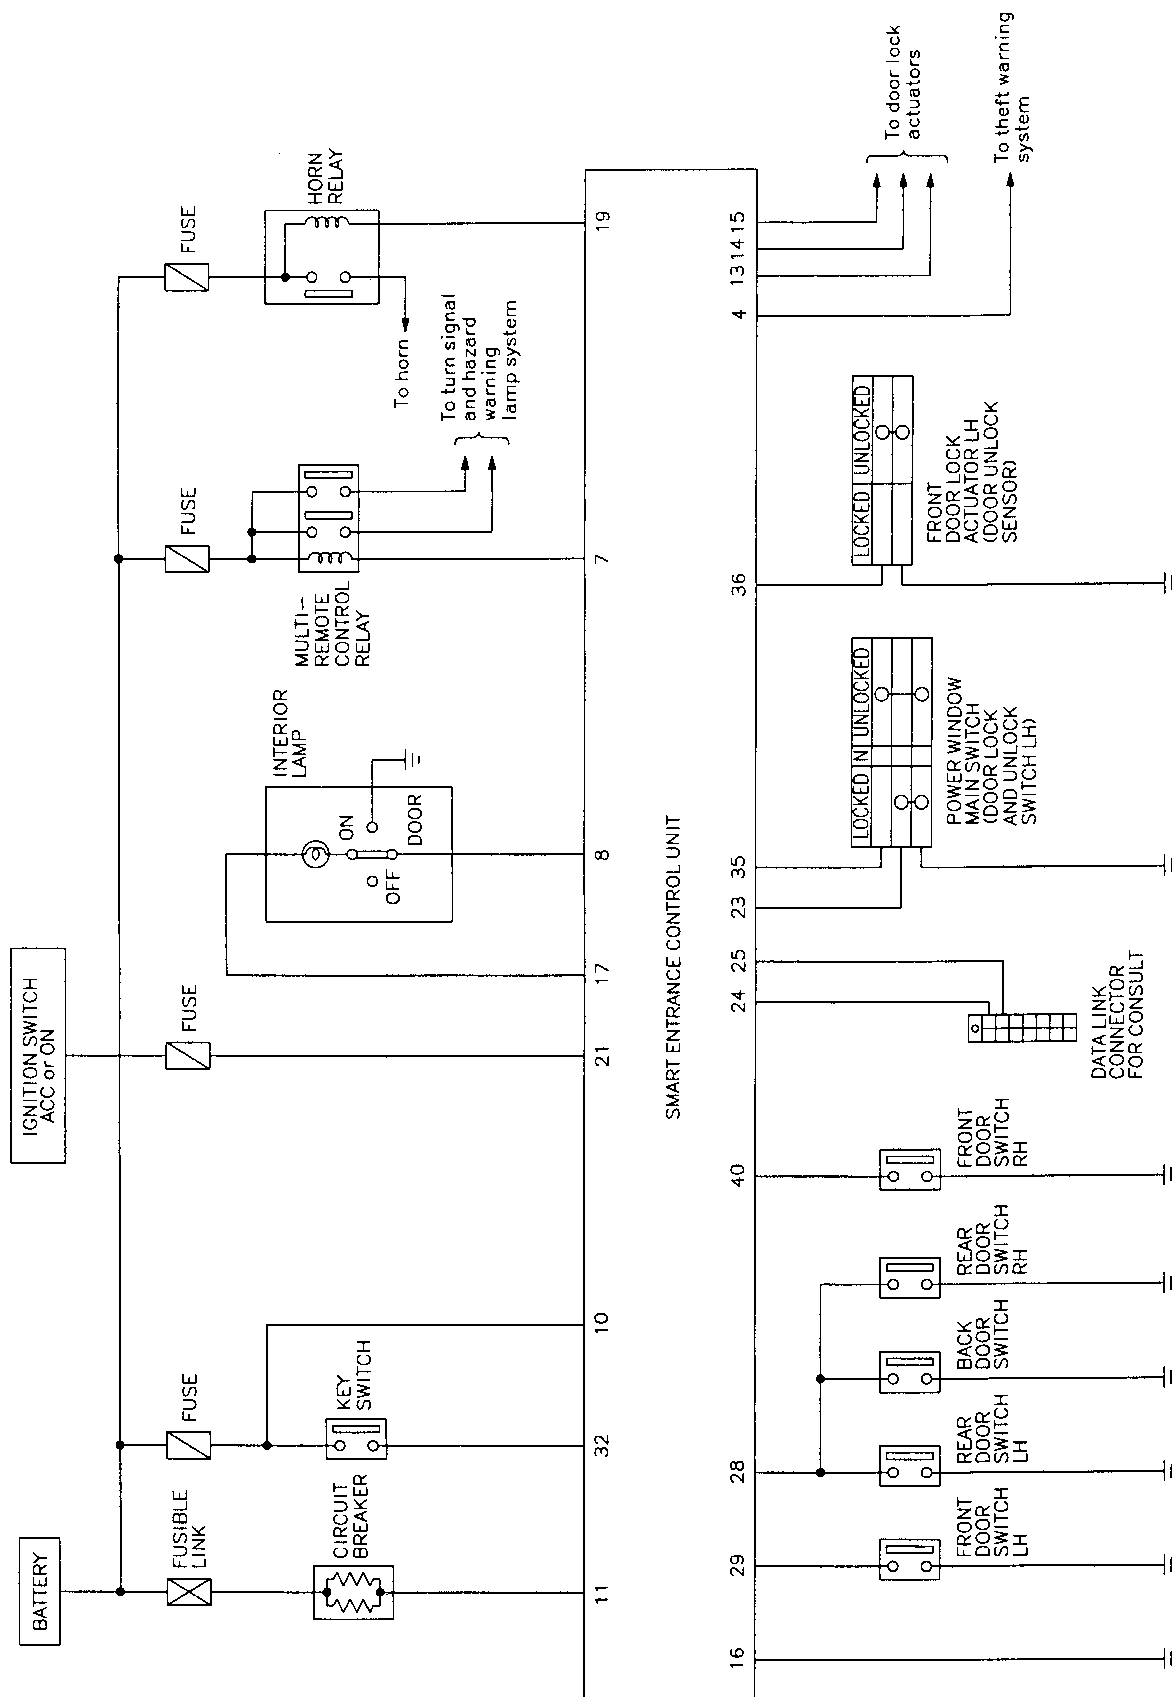 BATTERY
IGNITION SWITCH
ACC or ON
FUSIBLE
LINK
FUSE
FUSE
FUSE
FUSE
CIRCUIT
BREAKER
KEY
SWITCH
INTERIOR
LAMP
ON
OFF
DOOR
MULTI-
REMOTE
CONTROL
RELAY
HORN
RELAY
To horn
To turn signal
and hazard
warning
lamp system
11
32
10
21
17
8
7
19
SMART ENTRANCE CONTROL UNIT
16
29
28
40
24
25
23
35
36
4
13
14
15
FRONT
DOOR
SWITCH
LH
REAR
DOOR
SWITCH
LH
BACK
DOOR
SWITCH
REAR
DOOR
SWITCH
RH
FRONT
DOOR
SWITCH
RH
DATA LINK
CONNECTOR
FOR CONSULT
LOCKED N UNLOCKED
POWER WINDOW
MAIN SWITCH
(DOOR LOCK
AND UNLOCK
SWITCH LH)
LOCKED UNLOCKED
FRONT
DOOR LOCK
ACTUATOR LH
(DOOR UNLOCK
SENSOR)
To door lock
actuators
To theft warning
system